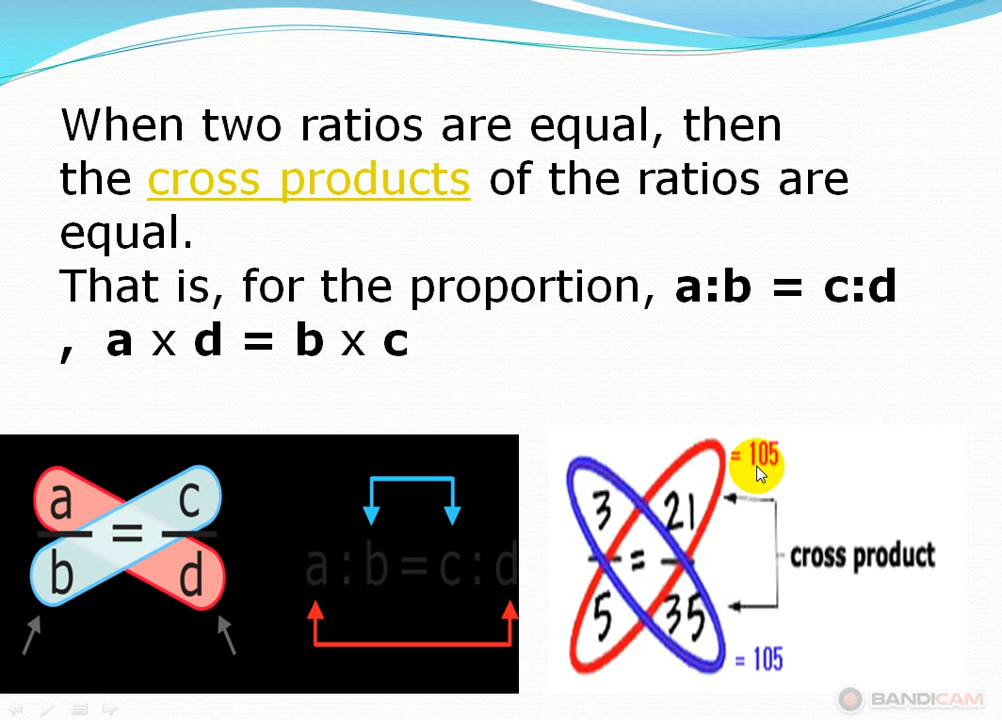 When two ratios are equal, then
the cross products of the ratios are
equal.
That is, for the proportion, a:b = c:d
, a x d = b x c
a = c
b d
a : b = c : d
= 105
3 = 21
5 35
cross product
= 105
BANDICAM